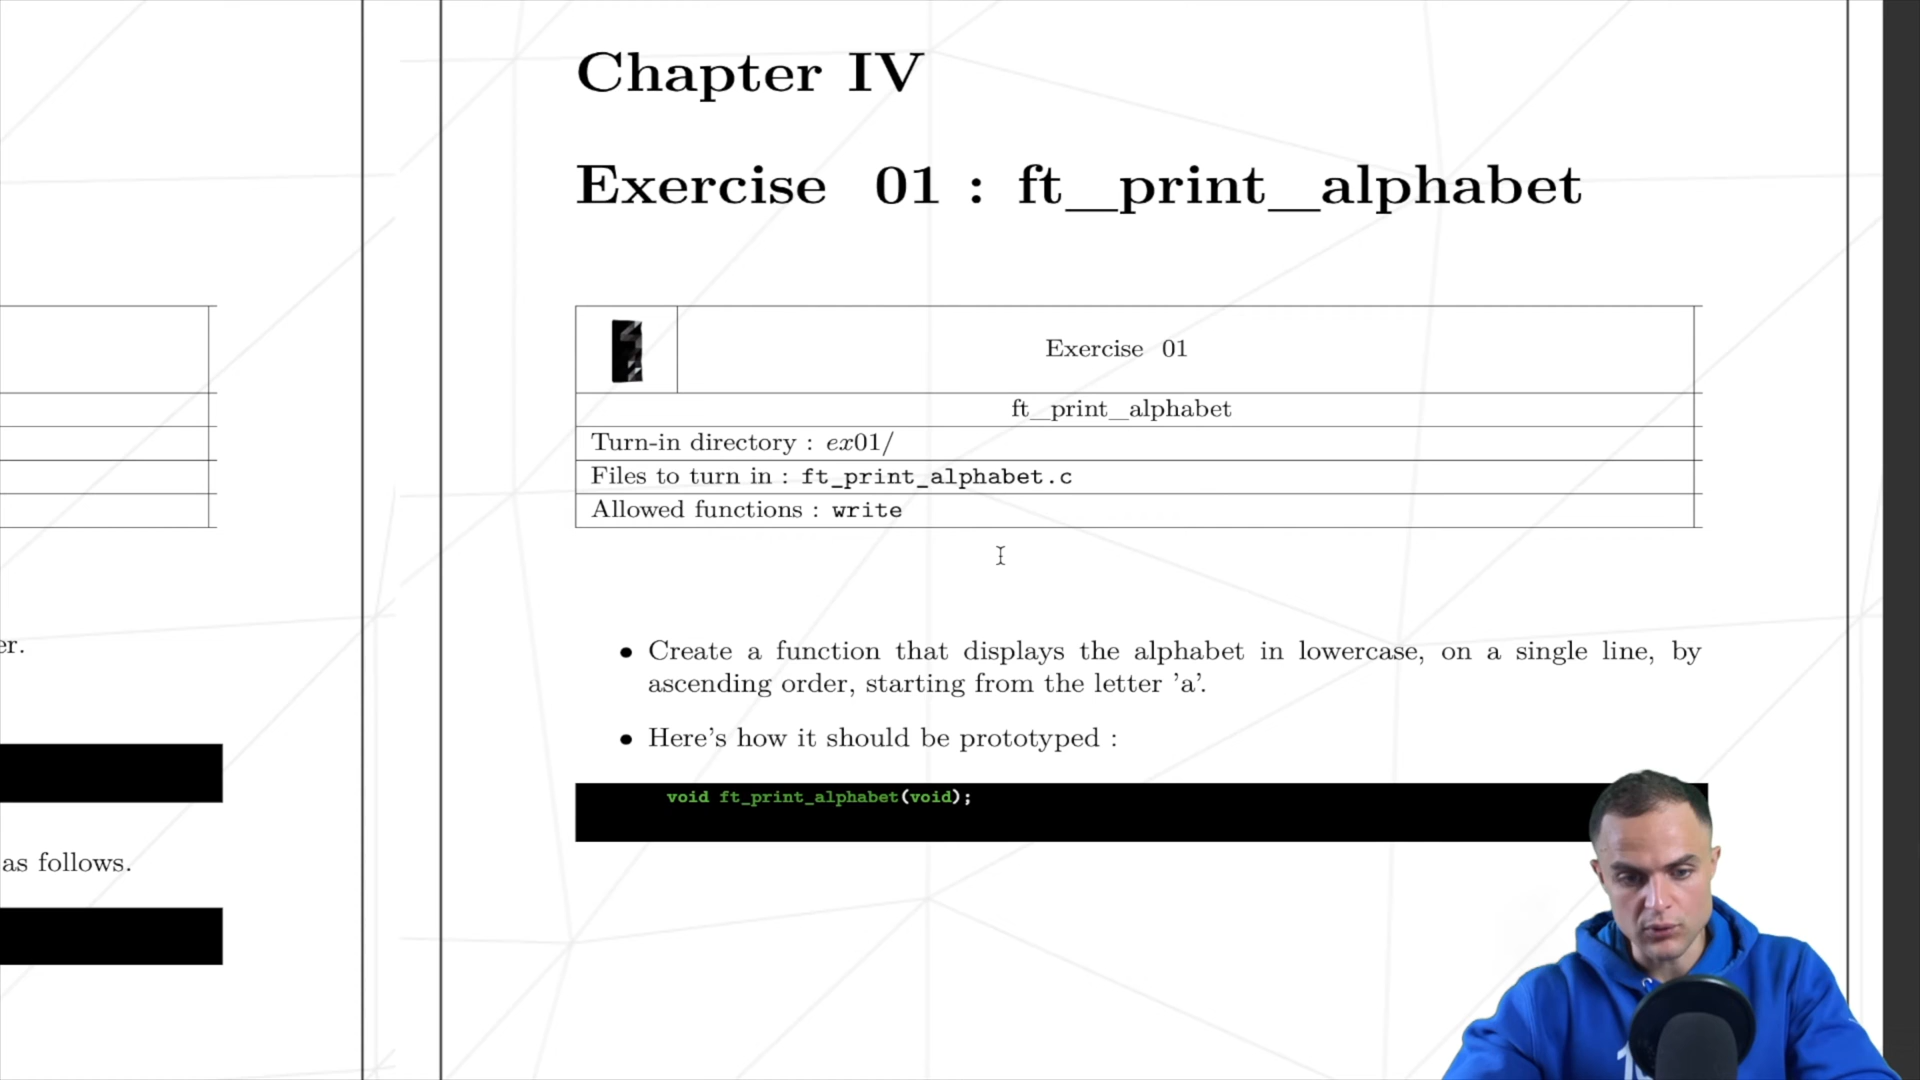 Chapter IV
Exercise 01 : ft_print_alphabet
Exercise 01
ft_print_alphabet
Turn-in directory : ex01/
Files to turn in : ft_print_alphabet.c
Allowed functions : write
er.
• Create a function that displays the alphabet in lowercase, on a single line, by
ascending order, starting from the letter 'a'.
• Here's how it should be prototyped :
void ft_print_alphabet(void);
as follows.